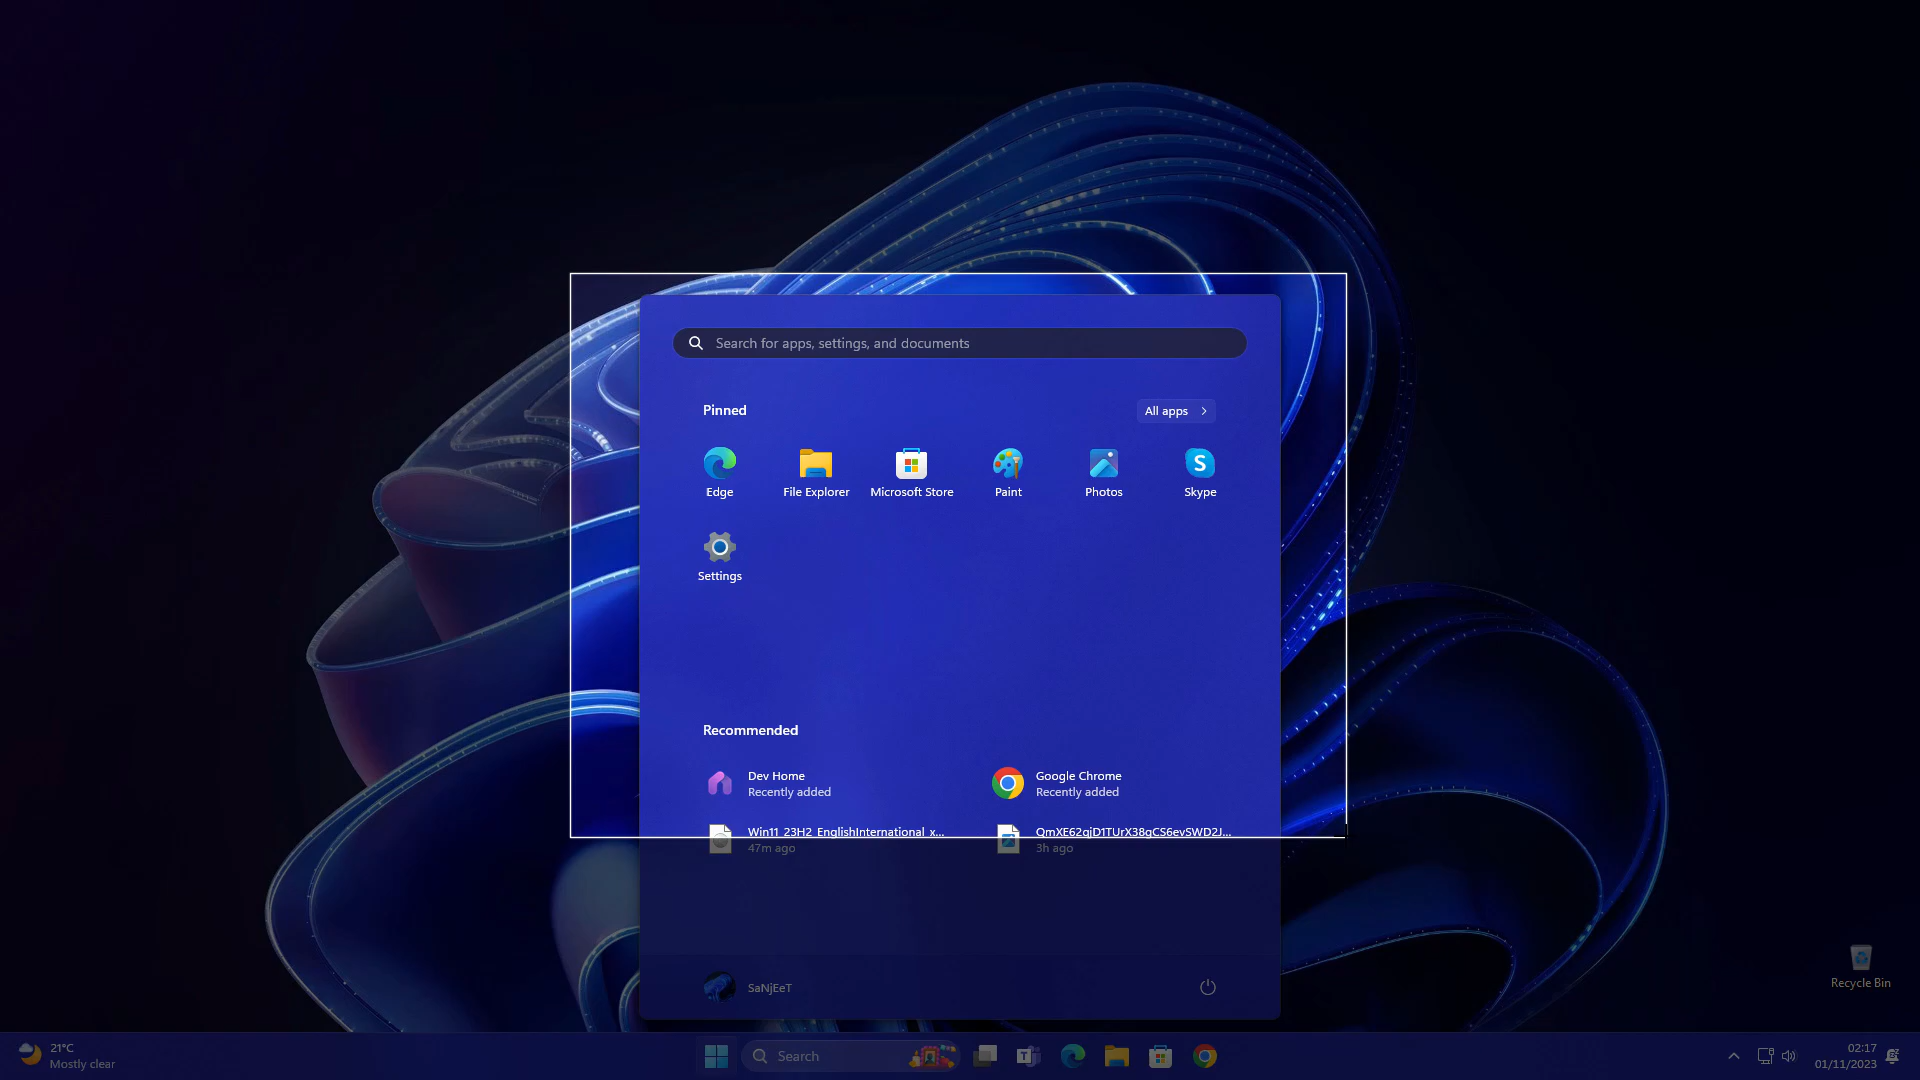 Search for apps, settings, and documents
Pinned
All apps
Edge
File Explorer
Microsoft Store
Paint
Photos
Skype
Settings
Recommended
Dev Home
Recently added
Google Chrome
Recently added
Win11_23H2_EnglishInternational_x...
47m ago
3h ago
SaNjEeT
Recycle Bin
21°C
Mostly clear
Search
02:17
01/11/2023